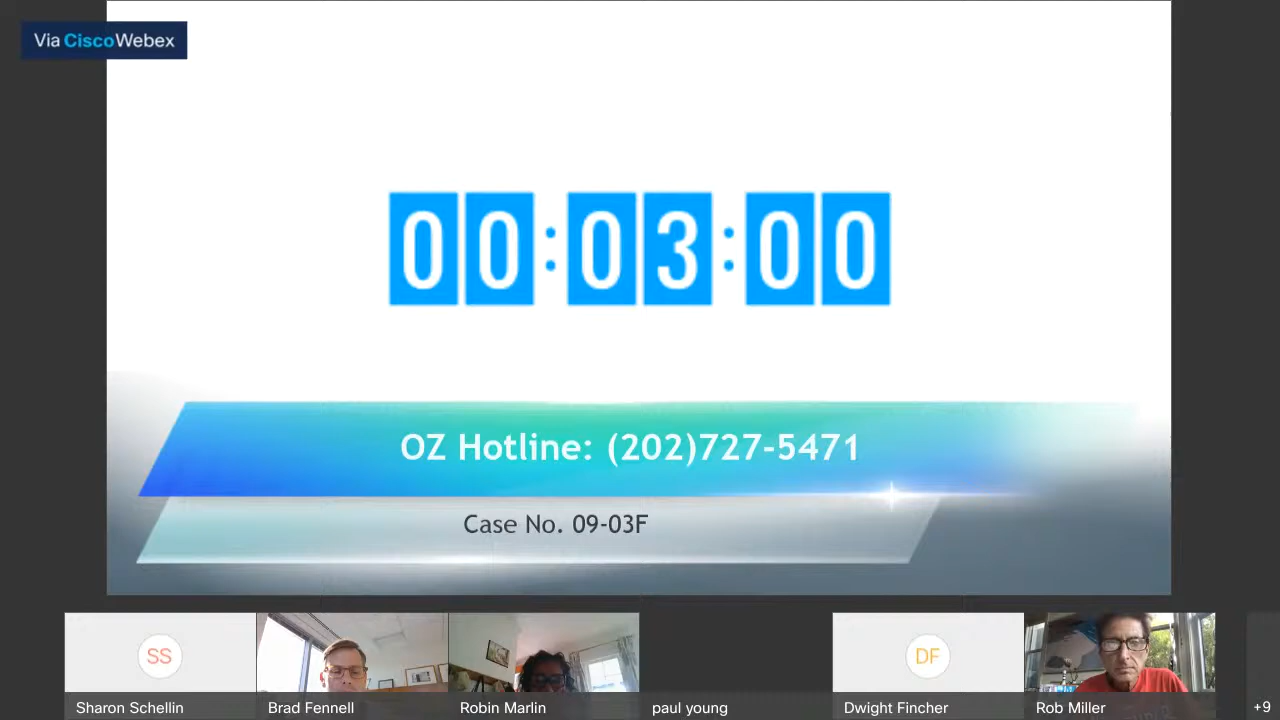 Via CiscoWebex
00:03:00
OZ Hotline: (202)727-5471
Case No. 09-03F
SS
DF
Sharon Schellin
Brad Fennell
Robin Marlin
paul young
Dwight Fincher
Rob Miller
+9